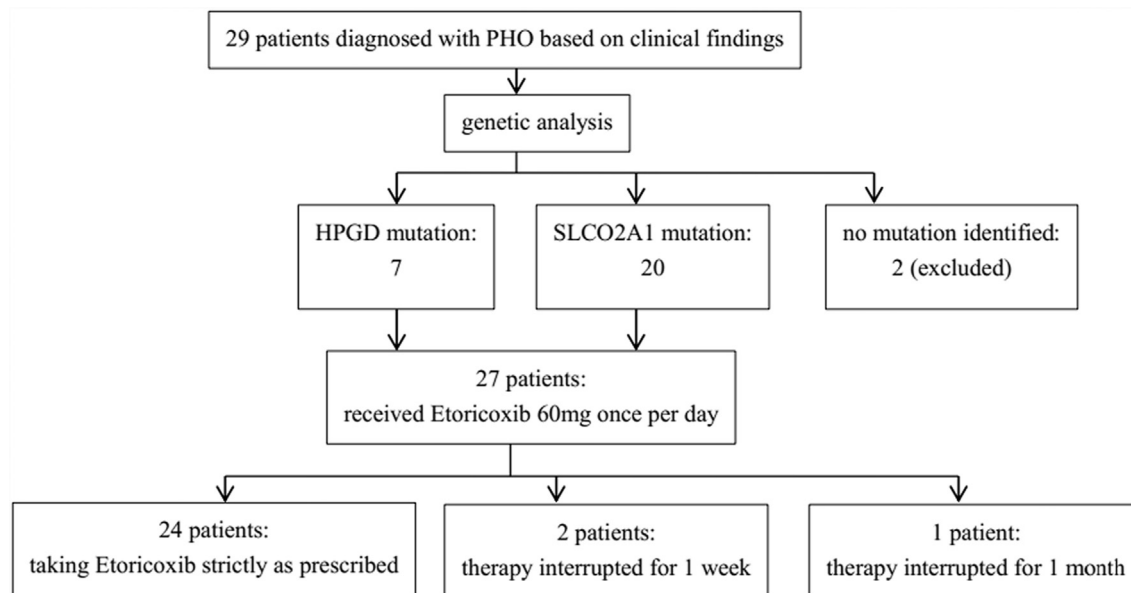 29 patients diagnosed with PHO based on clinical findings
genetic analysis
HPGD mutation:
7
SLCO2A1 mutation:
20
no mutation identified:
2 (excluded)
27 patients:
received Etoricoxib 60mg once per day
24 patients:
taking Etoricoxib strictly as prescribed
2 patients:
therapy interrupted for 1 week
1 patient:
therapy interrupted for 1 month